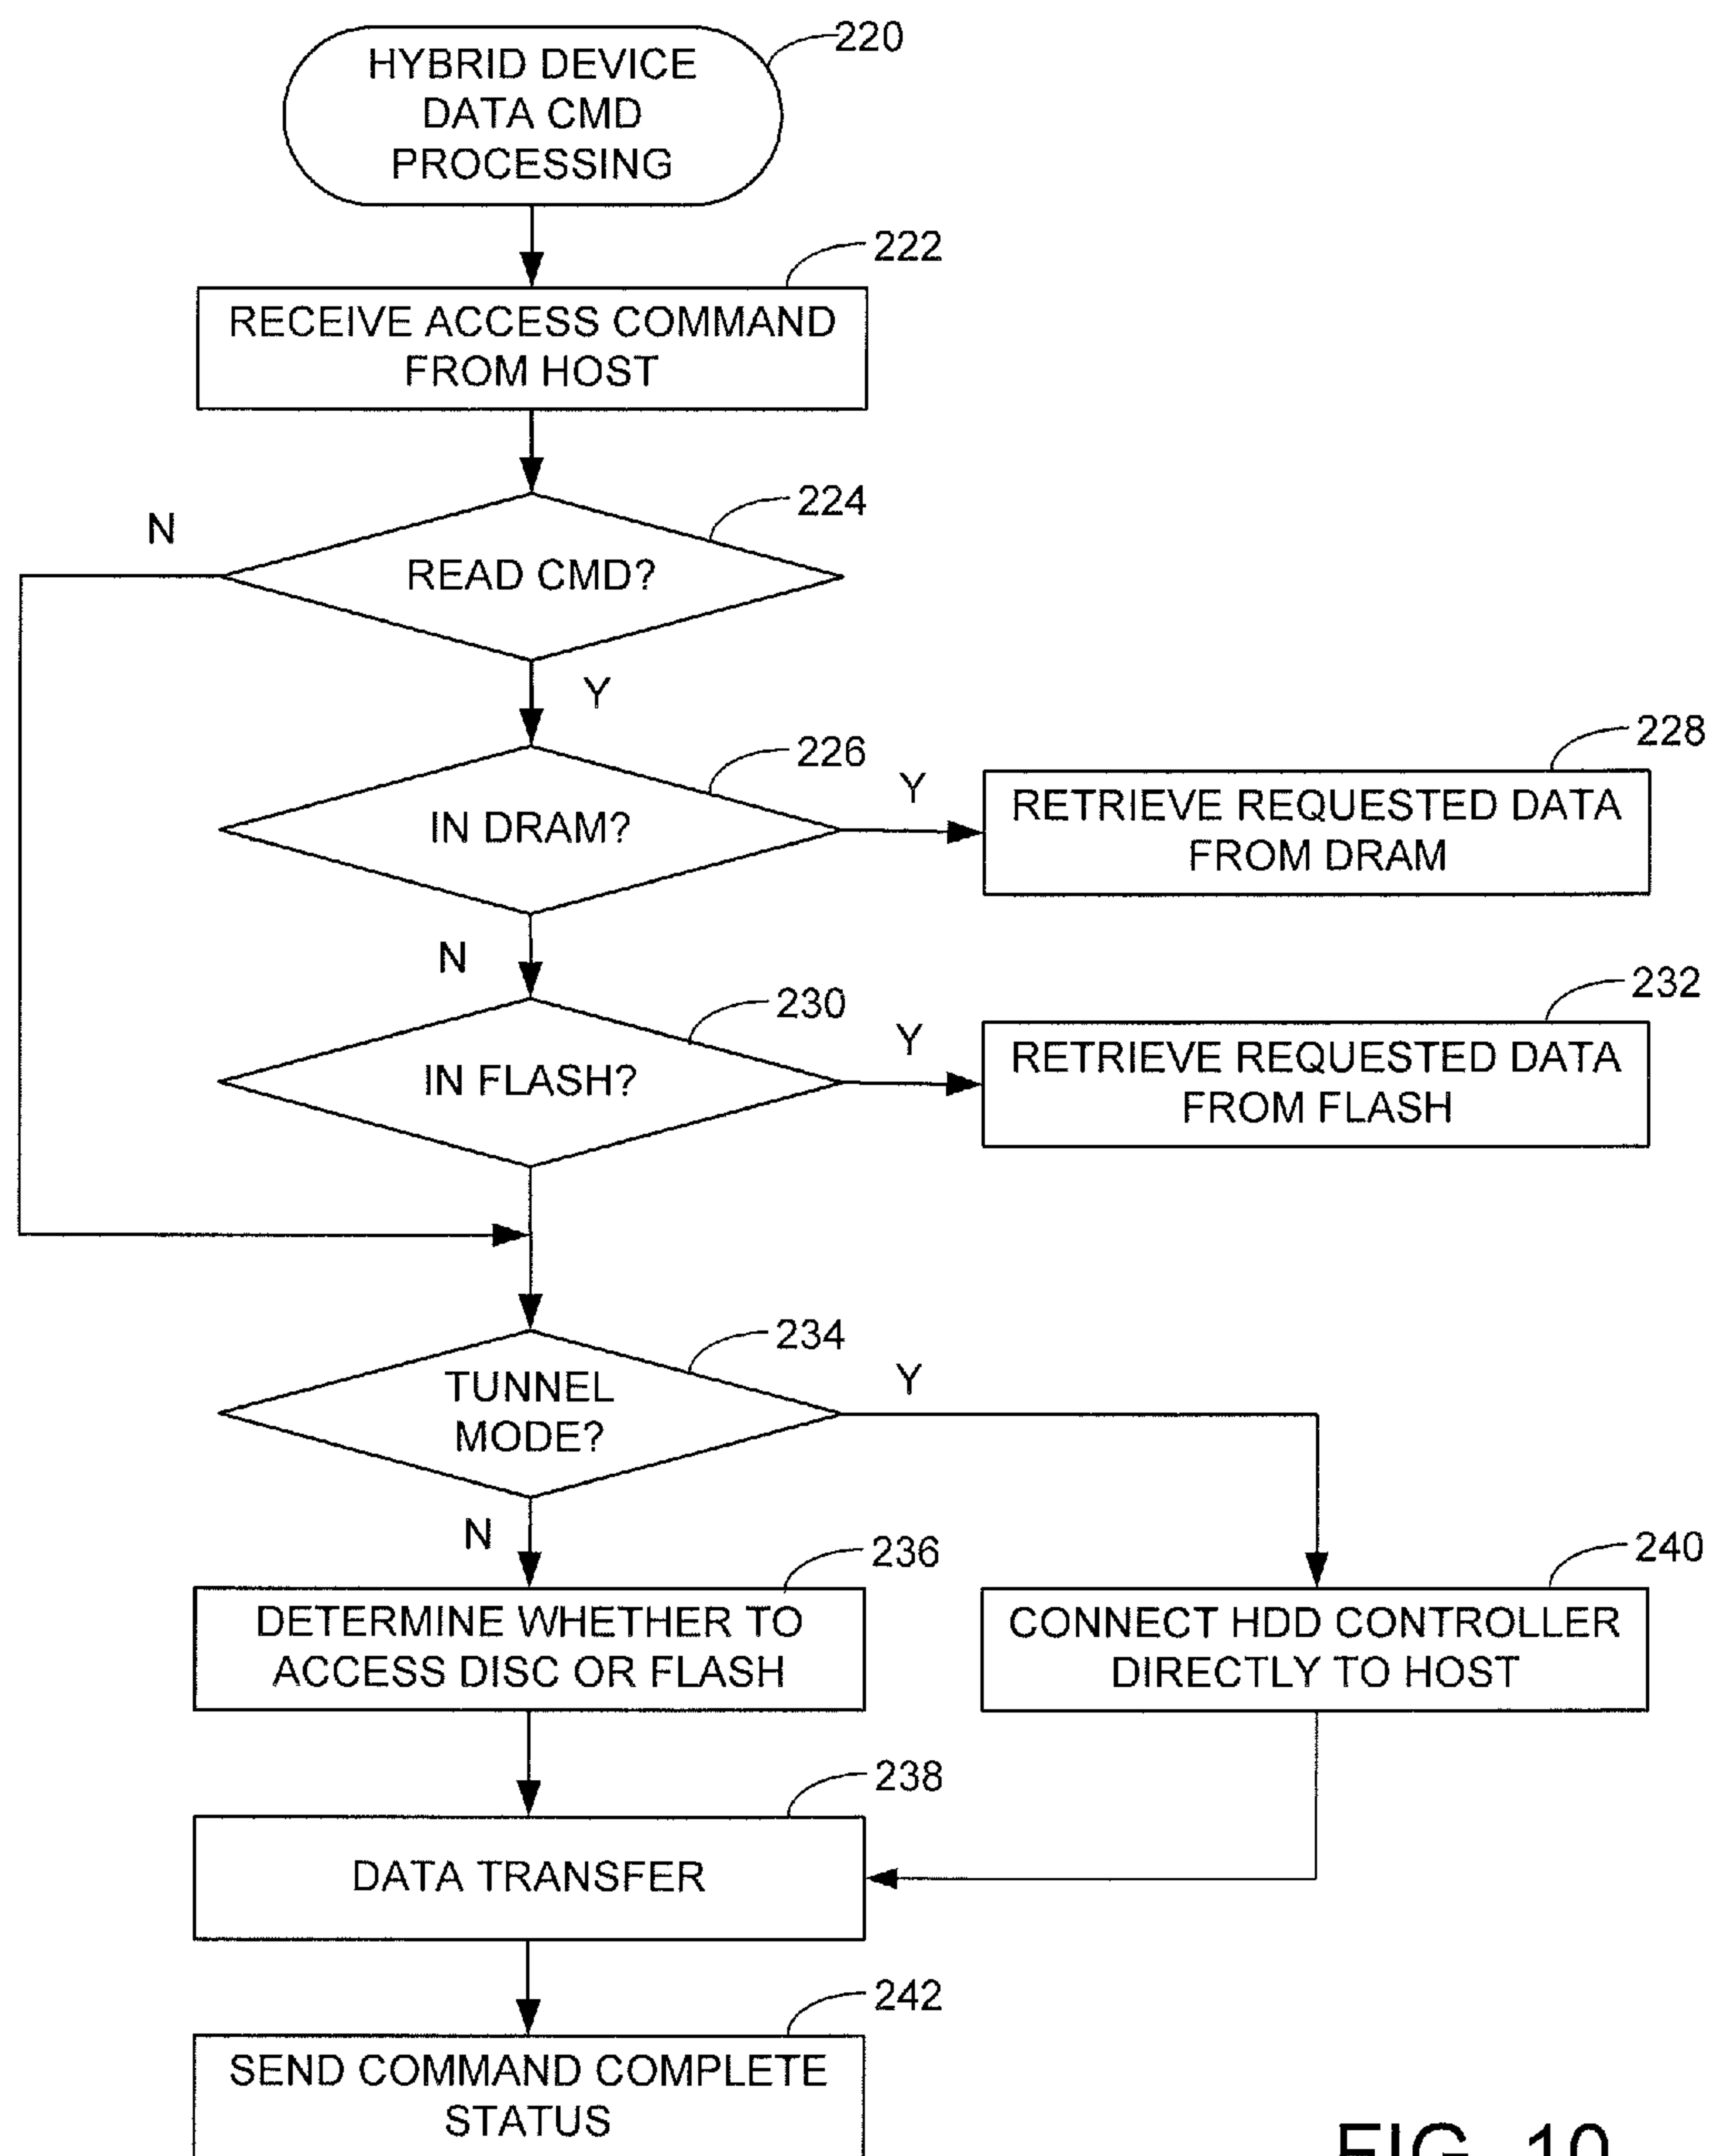 HYBRID DEVICE
DATA CMD
PROCESSING
220
222
RECEIVE ACCESS COMMAND
FROM HOST
224
N
READ CMD?
Y
226
228
IN DRAM?
Y
RETRIEVE REQUESTED DATA
FROM DRAM
N
230
232
IN FLASH?
Y
RETRIEVE REQUESTED DATA
FROM FLASH
234
TUNNEL
MODE?
Y
N
236
240
DETERMINE WHETHER TO
ACCESS DISC OR FLASH
CONNECT HDD CONTROLLER
DIRECTLY TO HOST
238
DATA TRANSFER
242
SEND COMMAND COMPLETE
STATUS
FIG. 10